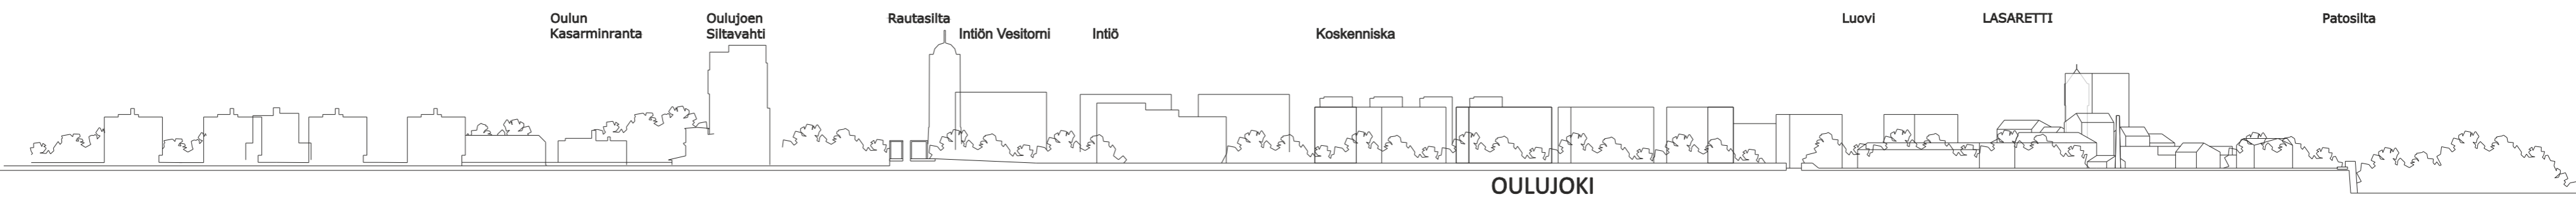 Oulun
Kasarminranta
Oulujoen
Siltavahti
Rautasilta
Intiön Vesitorni
Intiö
Koskenniska
Luovi
LASARETTI
Patosilta
OULUJOKI